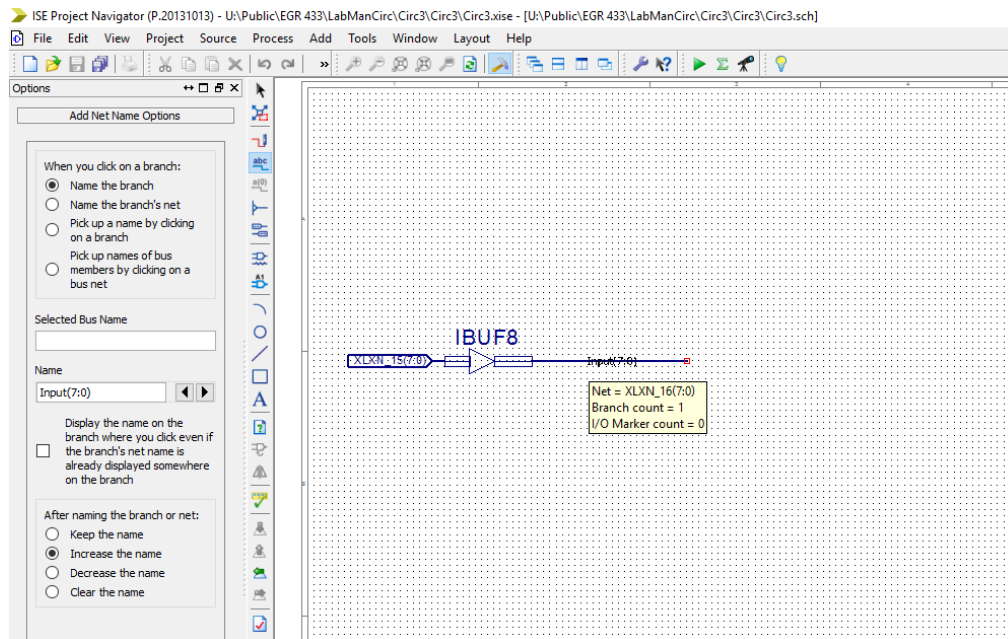 ISE Project Navigator (P.20131013) - U:\Public\EGR 433\LabManCirc\Circ3\Circ3\Circ3.xise - [U:\Public\EGR 433\LabManCirc\Circ3\Circ3\Circ3.sch]
File Edit View Project Source Process Add Tools Window Layout Help
Options
Add Net Name Options
When you click on a branch:
Name the branch
Name the branch's net
Pick up a name by clicking
on a branch
Pick up names of bus
members by clicking on a
bus net
Selected Bus Name
Name
Input(7:0)
Display the name on the
branch where you click even if
the branch's net name is
already displayed somewhere
on the branch
After naming the branch or net:
Keep the name
Increase the name
Decrease the name
Clear the name
abc
a(0)
A1
A
IBUF8
XLXN_15(7:0)
Input(7:0)
Net = XLXN_16(7:0)
Branch count = 1
I/O Marker count = 0